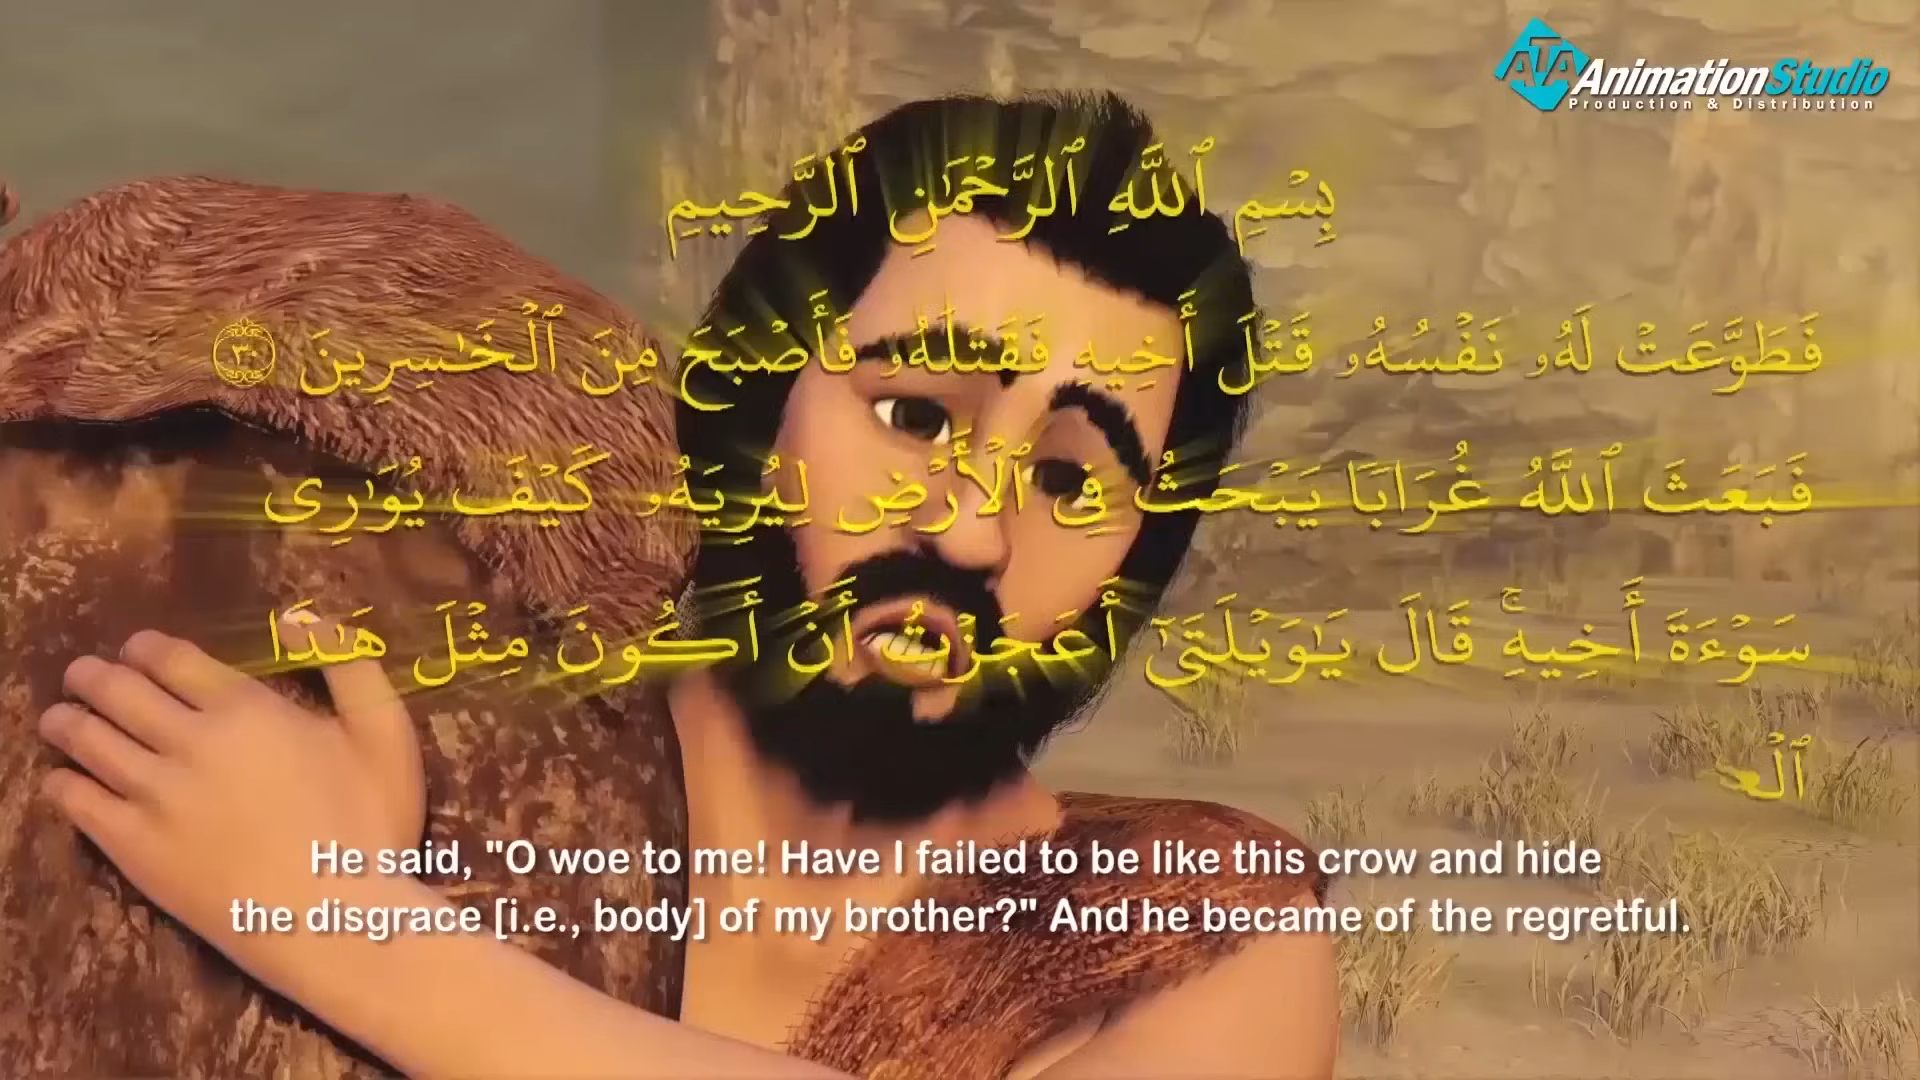 ATA AnimationStudio
Production & Distribution
بِسْمِ ٱللَّهِ ٱلرَّحْمَٰنِ ٱلرَّحِيمِ
فَطَوَّعَتْ لَهُۥ نَفْسُهُۥ قَتْلَ أَخِيهِ فَقَتَلَهُۥ فَأَصْبَحَ مِنَ ٱلْخَٰسِرِينَ ٣٠
فَبَعَثَ ٱللَّهُ غُرَابًا يَبْحَثُ فِى ٱلْأَرْضِ لِيُرِيَهُۥ كَيْفَ يُوَٰرِى
سَوْءَةَ أَخِيهِ ۚ قَالَ يَٰوَيْلَتَىٰٓ أَعَجَزْتُ أَنْ أَكُونَ مِثْلَ هَٰذَا
He said, "O woe to me! Have I failed to be like this crow and hide
the disgrace [i.e., body] of my brother?" And he became of the regretful.